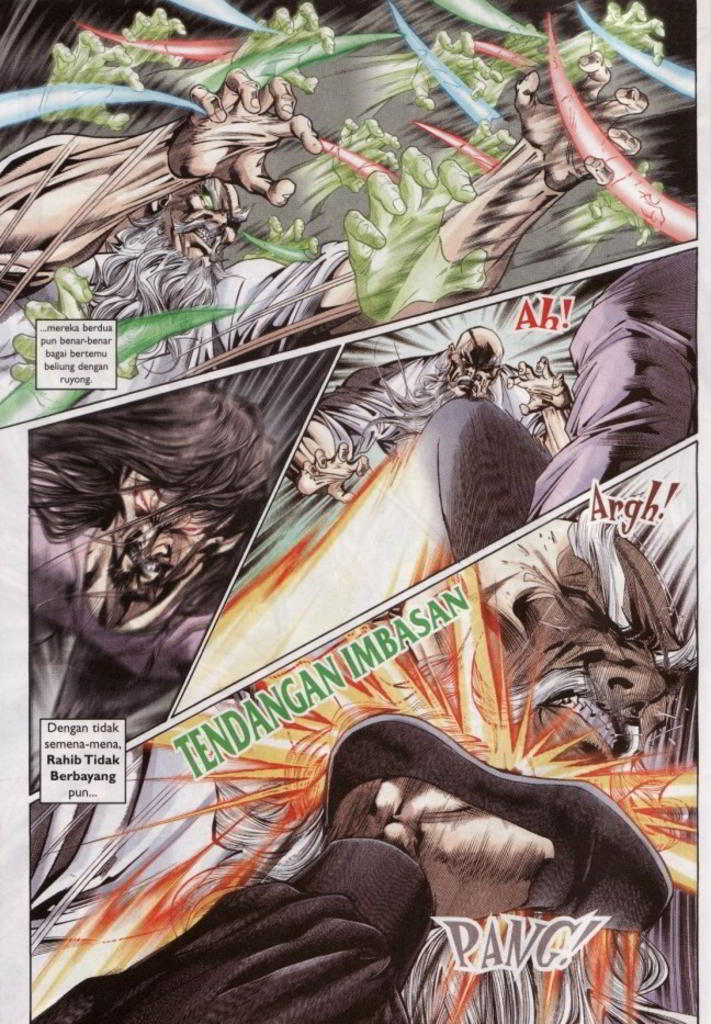 ...mereka berdua
pun benar-benar
bagai bertemu
beliung dengan
ruyong.
Ah!
Argh!
TENDANGAN IMBASAN
Dengan tidak
semena-mena,
Rahib Tidak
Berbayang
pun...
PANG!